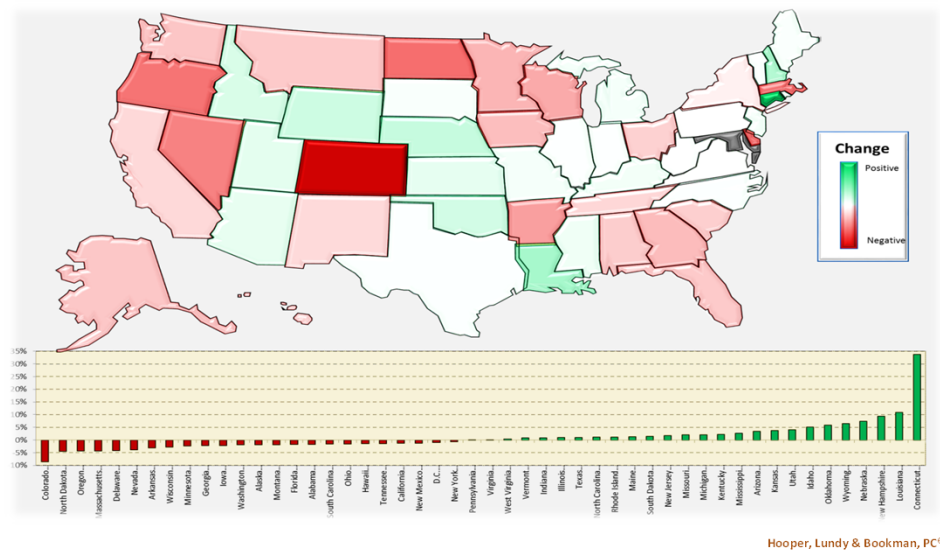 Change
Positive
Negative
35%
30%
25%
20%
15%
10%
5%
0%
5%
10%
Colorado
North Dakota
Oregon
Massachusetts
Delaware
Nevada
Arkansas
Wisconsin
Minnesota
Georgia
Iowa
Washington
Alaska
Montana
Florida
Alabama
South Carolina
Ohio
Hawaii
Tennessee
California
New Mexico
D.C.
New York
Pennsylvania
Virginia
West Virginia
Vermont
Indiana
Illinois
Texas
North Carolina
Rhode Island
Maine
South Dakota
New Jersey
Missouri
Michigan
Kentucky
Mississippi
Arizona
Kansas
Utah
Idaho
Oklahoma
Wyoming
Nebraska
New Hampshire
Louisiana
Connecticut
Hooper, Lundy & Bookman, PC